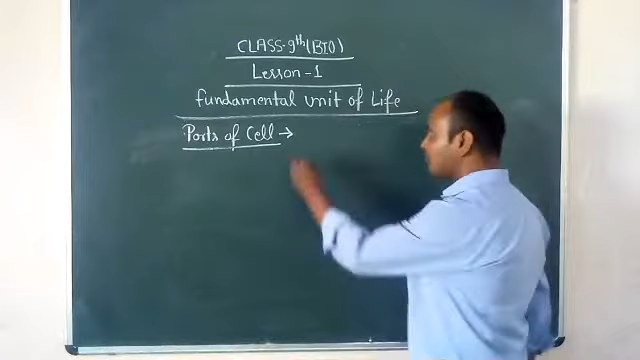 CLASS-9th (BIO)
Lesson-1
fundamental unit of Life
Parts of Cell →